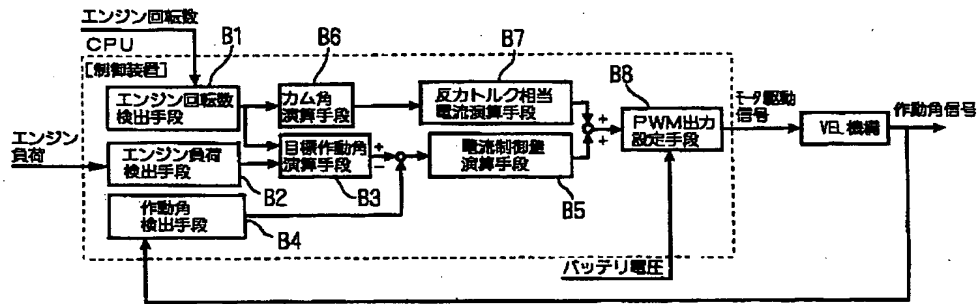 エンジン回転数
CPU
[制御装置]
B1
エンジン回転数
検出手段
B6
カム角
演算手段
B7
反力トルク相当
電流演算手段
B8
PWM出力
設定手段
モータ駆動
信号
VEL機構
作動角信号
エンジン
負荷
エンジン負荷
検出手段
B2
目標作動角
演算手段
B3
+
−
電流制御量
演算手段
B5
+
+
作動角
検出手段
B4
バッテリ電圧